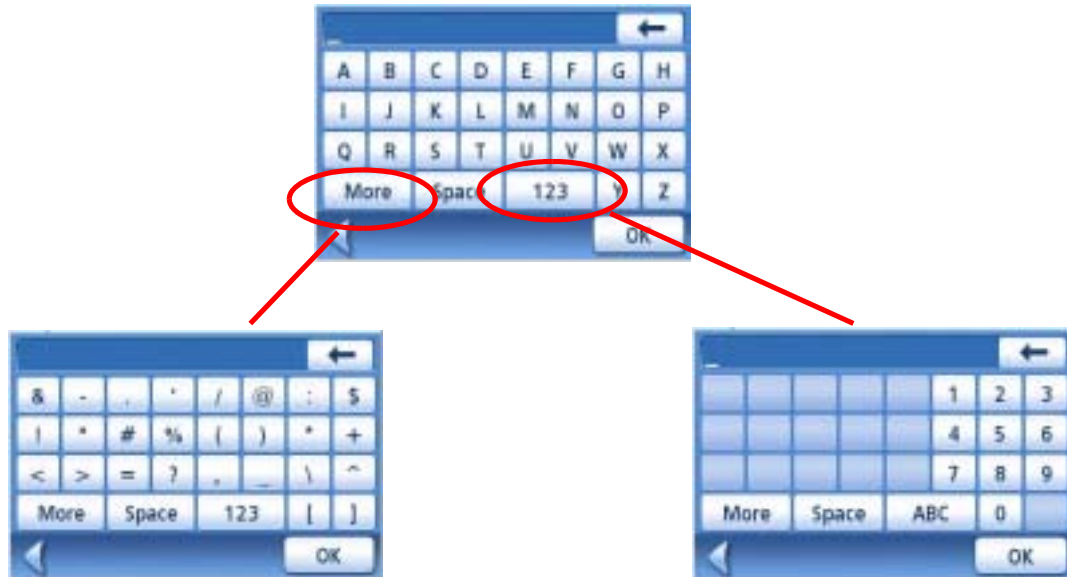 _ ←
A B C D E F G H
I J K L M N O P
Q R S T U V W X
More Space 123 Y Z
OK
←
& - . ' / @ : $
! # % ( ) * +
< > = ? , _ \ ^
More Space 123 [ ]
OK
_ ←
1 2 3
4 5 6
7 8 9
More Space ABC 0
OK